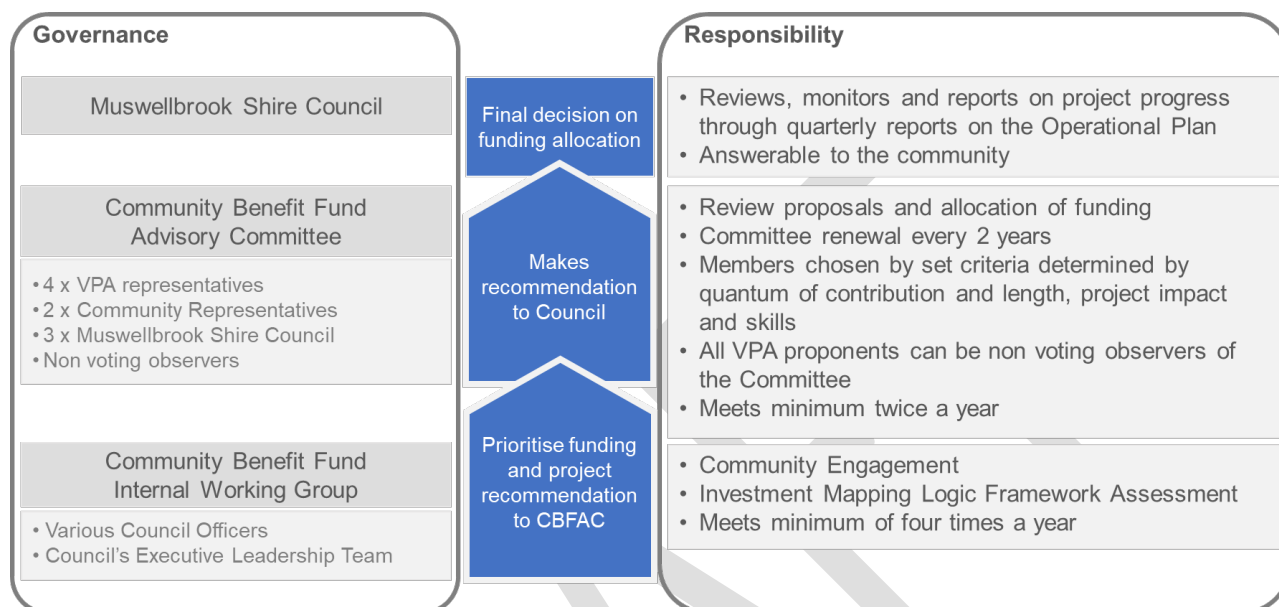 Governance
Muswellbrook Shire Council
Community Benefit Fund
Advisory Committee
• 4 x VPA representatives
• 2 x Community Representatives
• 3 x Muswellbrook Shire Council
• Non voting observers
Community Benefit Fund
Internal Working Group
• Various Council Officers
• Council's Executive Leadership Team
Final decision on
funding allocation
Makes
recommendation
to Council
Prioritise funding
and project
recommendation
to CBFAC
Responsibility
• Reviews, monitors and reports on project progress
through quarterly reports on the Operational Plan
• Answerable to the community
• Review proposals and allocation of funding
• Committee renewal every 2 years
• Members chosen by set criteria determined by
quantum of contribution and length, project impact
and skills
• All VPA proponents can be non voting observers of
the Committee
• Meets minimum twice a year
• Community Engagement
• Investment Mapping Logic Framework Assessment
• Meets minimum of four times a year